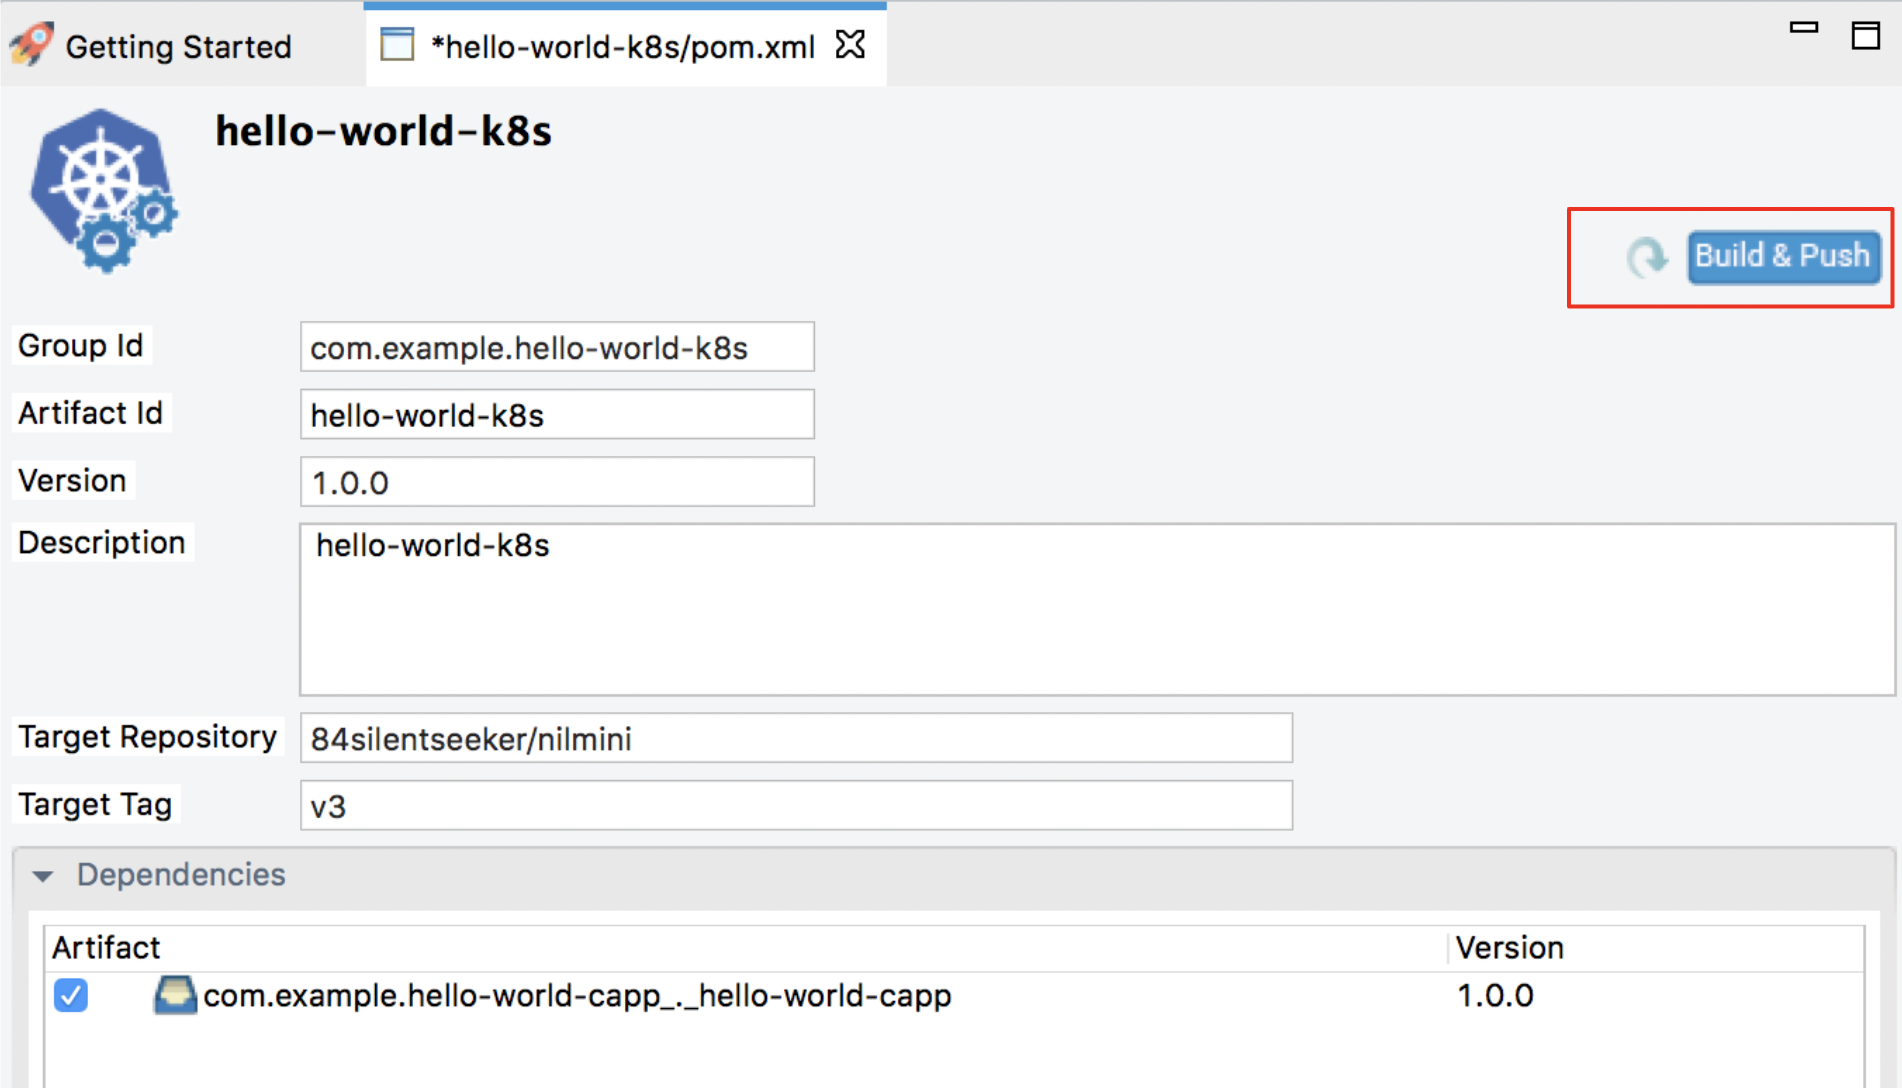 Getting Started
*hello-world-k8s/pom.xml
hello-world-k8s
Build & Push
Group Id
com.example.hello-world-k8s
Artifact Id
hello-world-k8s
Version
1.0.0
Description
hello-world-k8s
Target Repository
84silentseeker/nilmini
Target Tag
v3
Dependencies
Artifact Version
com.example.hello-world-capp_._hello-world-capp 1.0.0